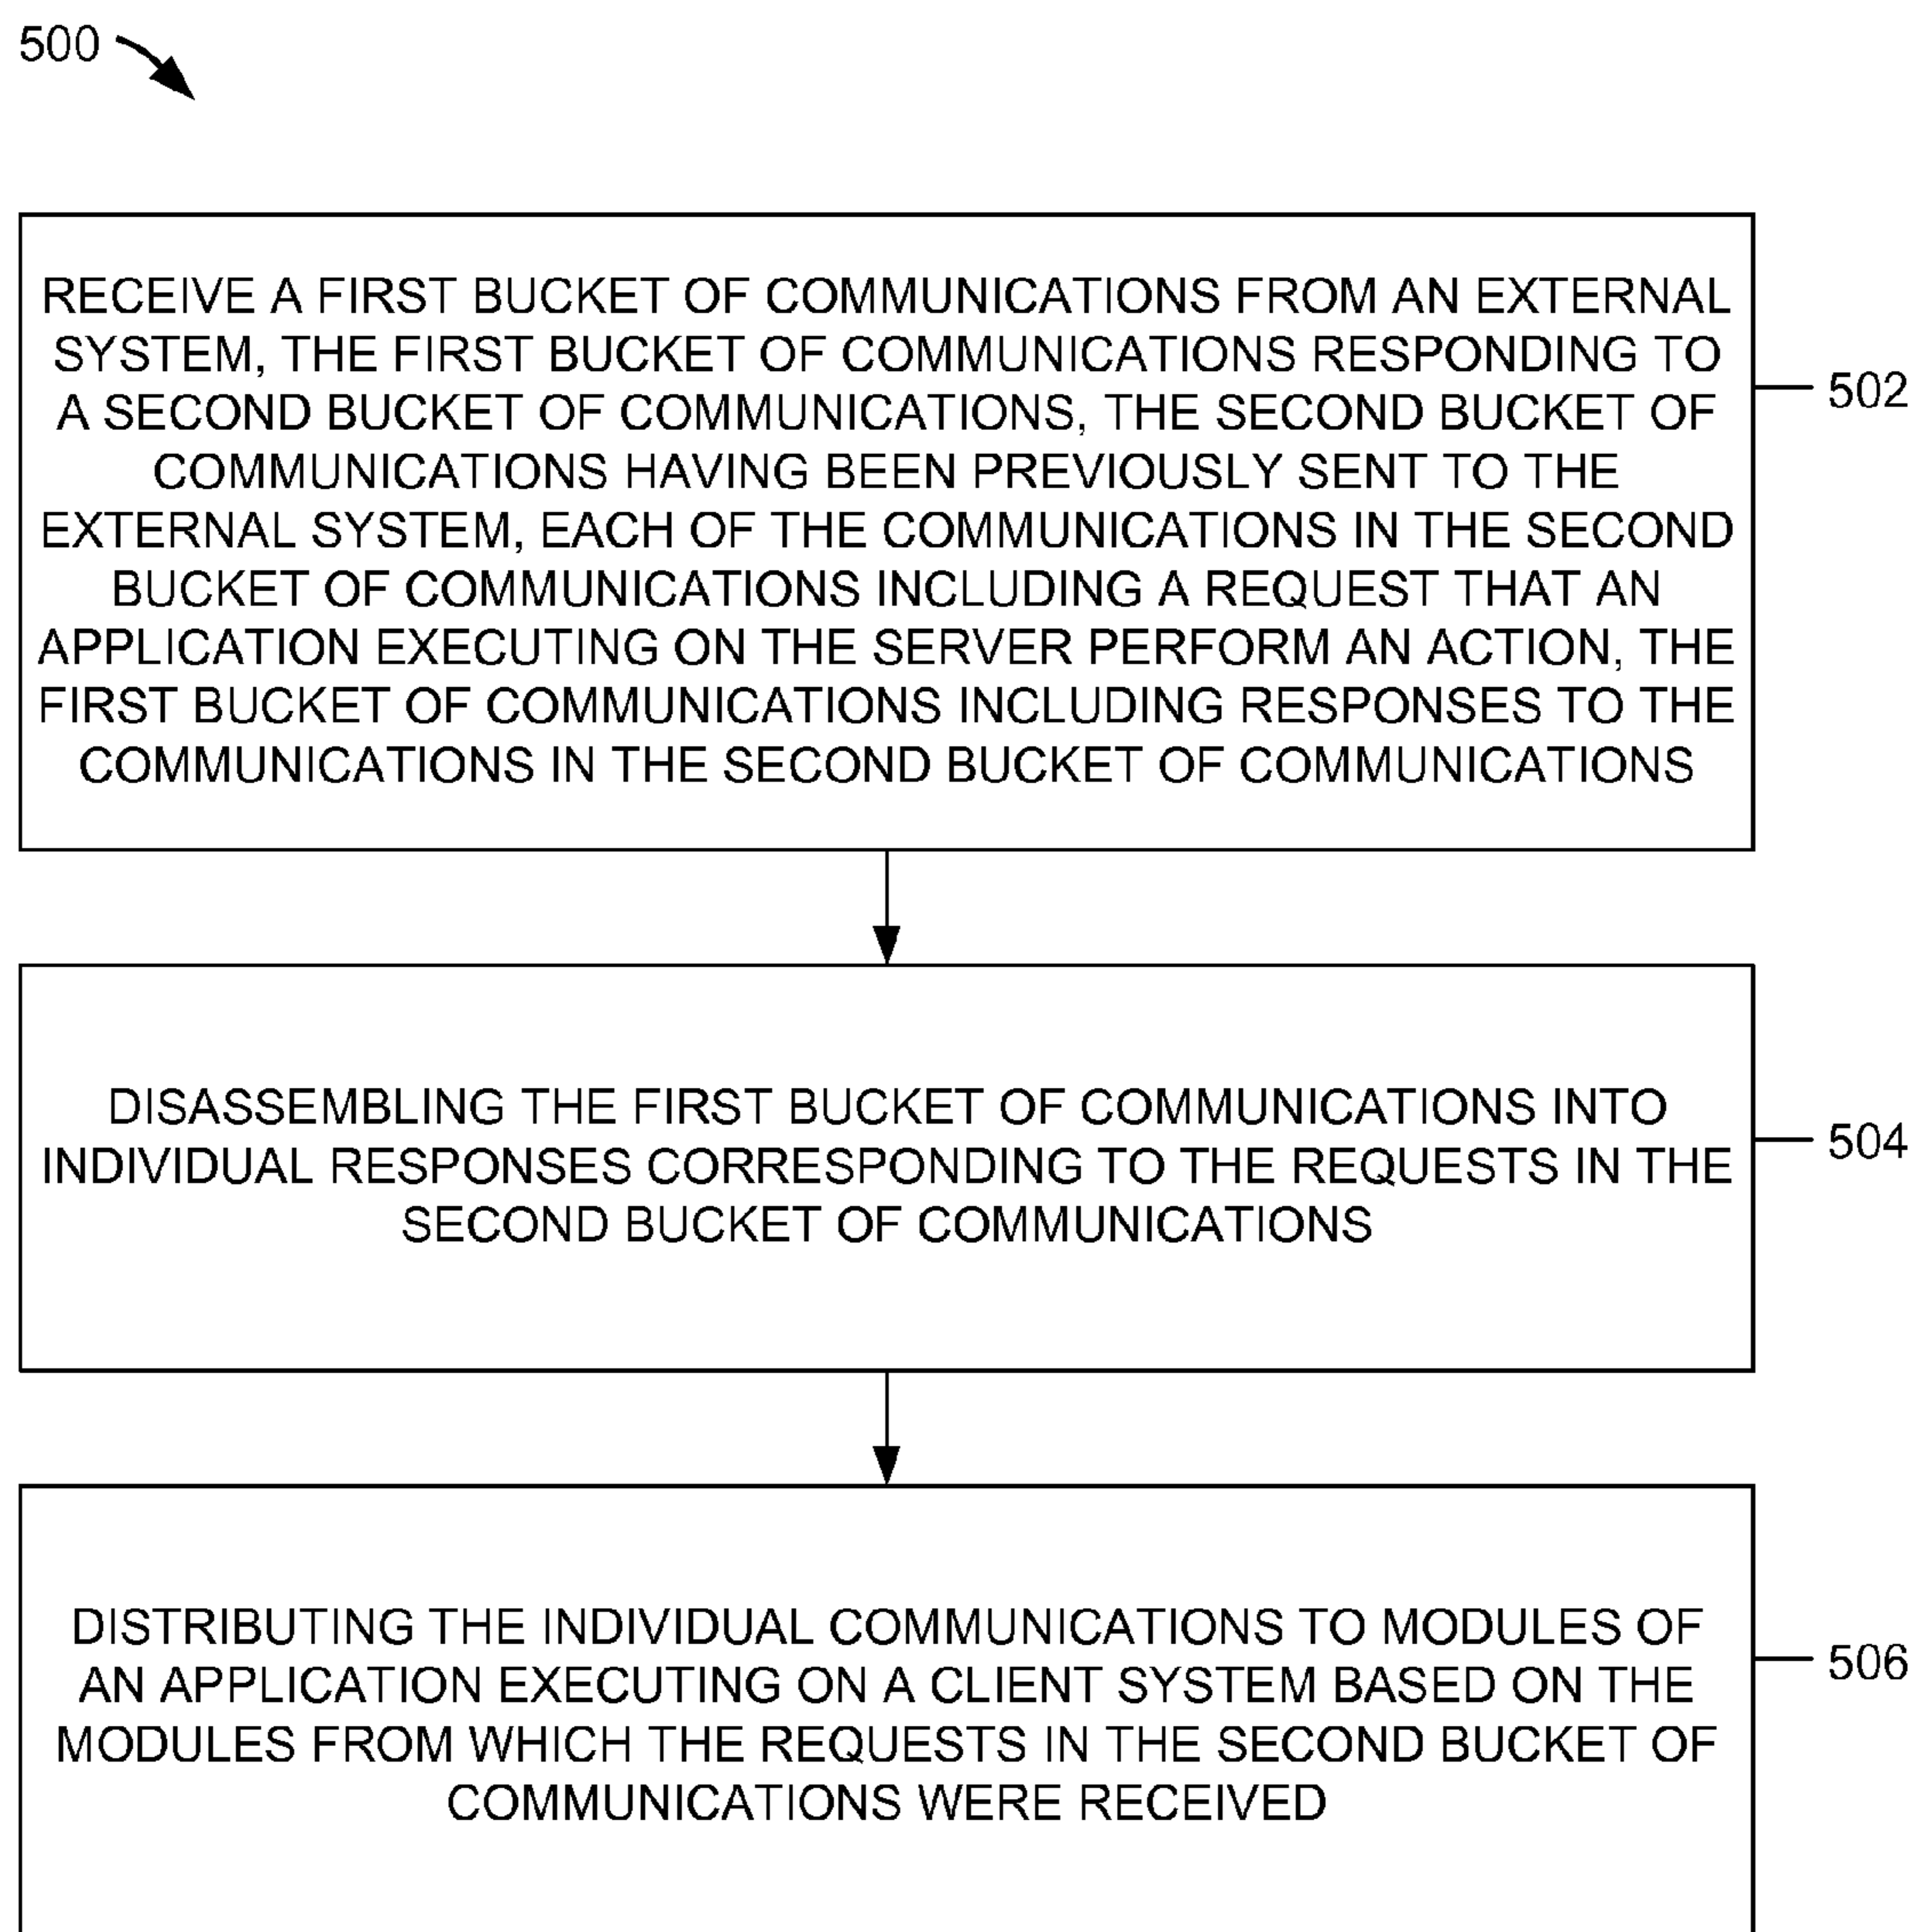 500
RECEIVE A FIRST BUCKET OF COMMUNICATIONS FROM AN EXTERNAL
SYSTEM, THE FIRST BUCKET OF COMMUNICATIONS RESPONDING TO
A SECOND BUCKET OF COMMUNICATIONS, THE SECOND BUCKET OF
COMMUNICATIONS HAVING BEEN PREVIOUSLY SENT TO THE
EXTERNAL SYSTEM, EACH OF THE COMMUNICATIONS IN THE SECOND
BUCKET OF COMMUNICATIONS INCLUDING A REQUEST THAT AN
APPLICATION EXECUTING ON THE SERVER PERFORM AN ACTION, THE
FIRST BUCKET OF COMMUNICATIONS INCLUDING RESPONSES TO THE
COMMUNICATIONS IN THE SECOND BUCKET OF COMMUNICATIONS
502
DISASSEMBLING THE FIRST BUCKET OF COMMUNICATIONS INTO
INDIVIDUAL RESPONSES CORRESPONDING TO THE REQUESTS IN THE
SECOND BUCKET OF COMMUNICATIONS
504
DISTRIBUTING THE INDIVIDUAL COMMUNICATIONS TO MODULES OF
AN APPLICATION EXECUTING ON A CLIENT SYSTEM BASED ON THE
MODULES FROM WHICH THE REQUESTS IN THE SECOND BUCKET OF
COMMUNICATIONS WERE RECEIVED
506